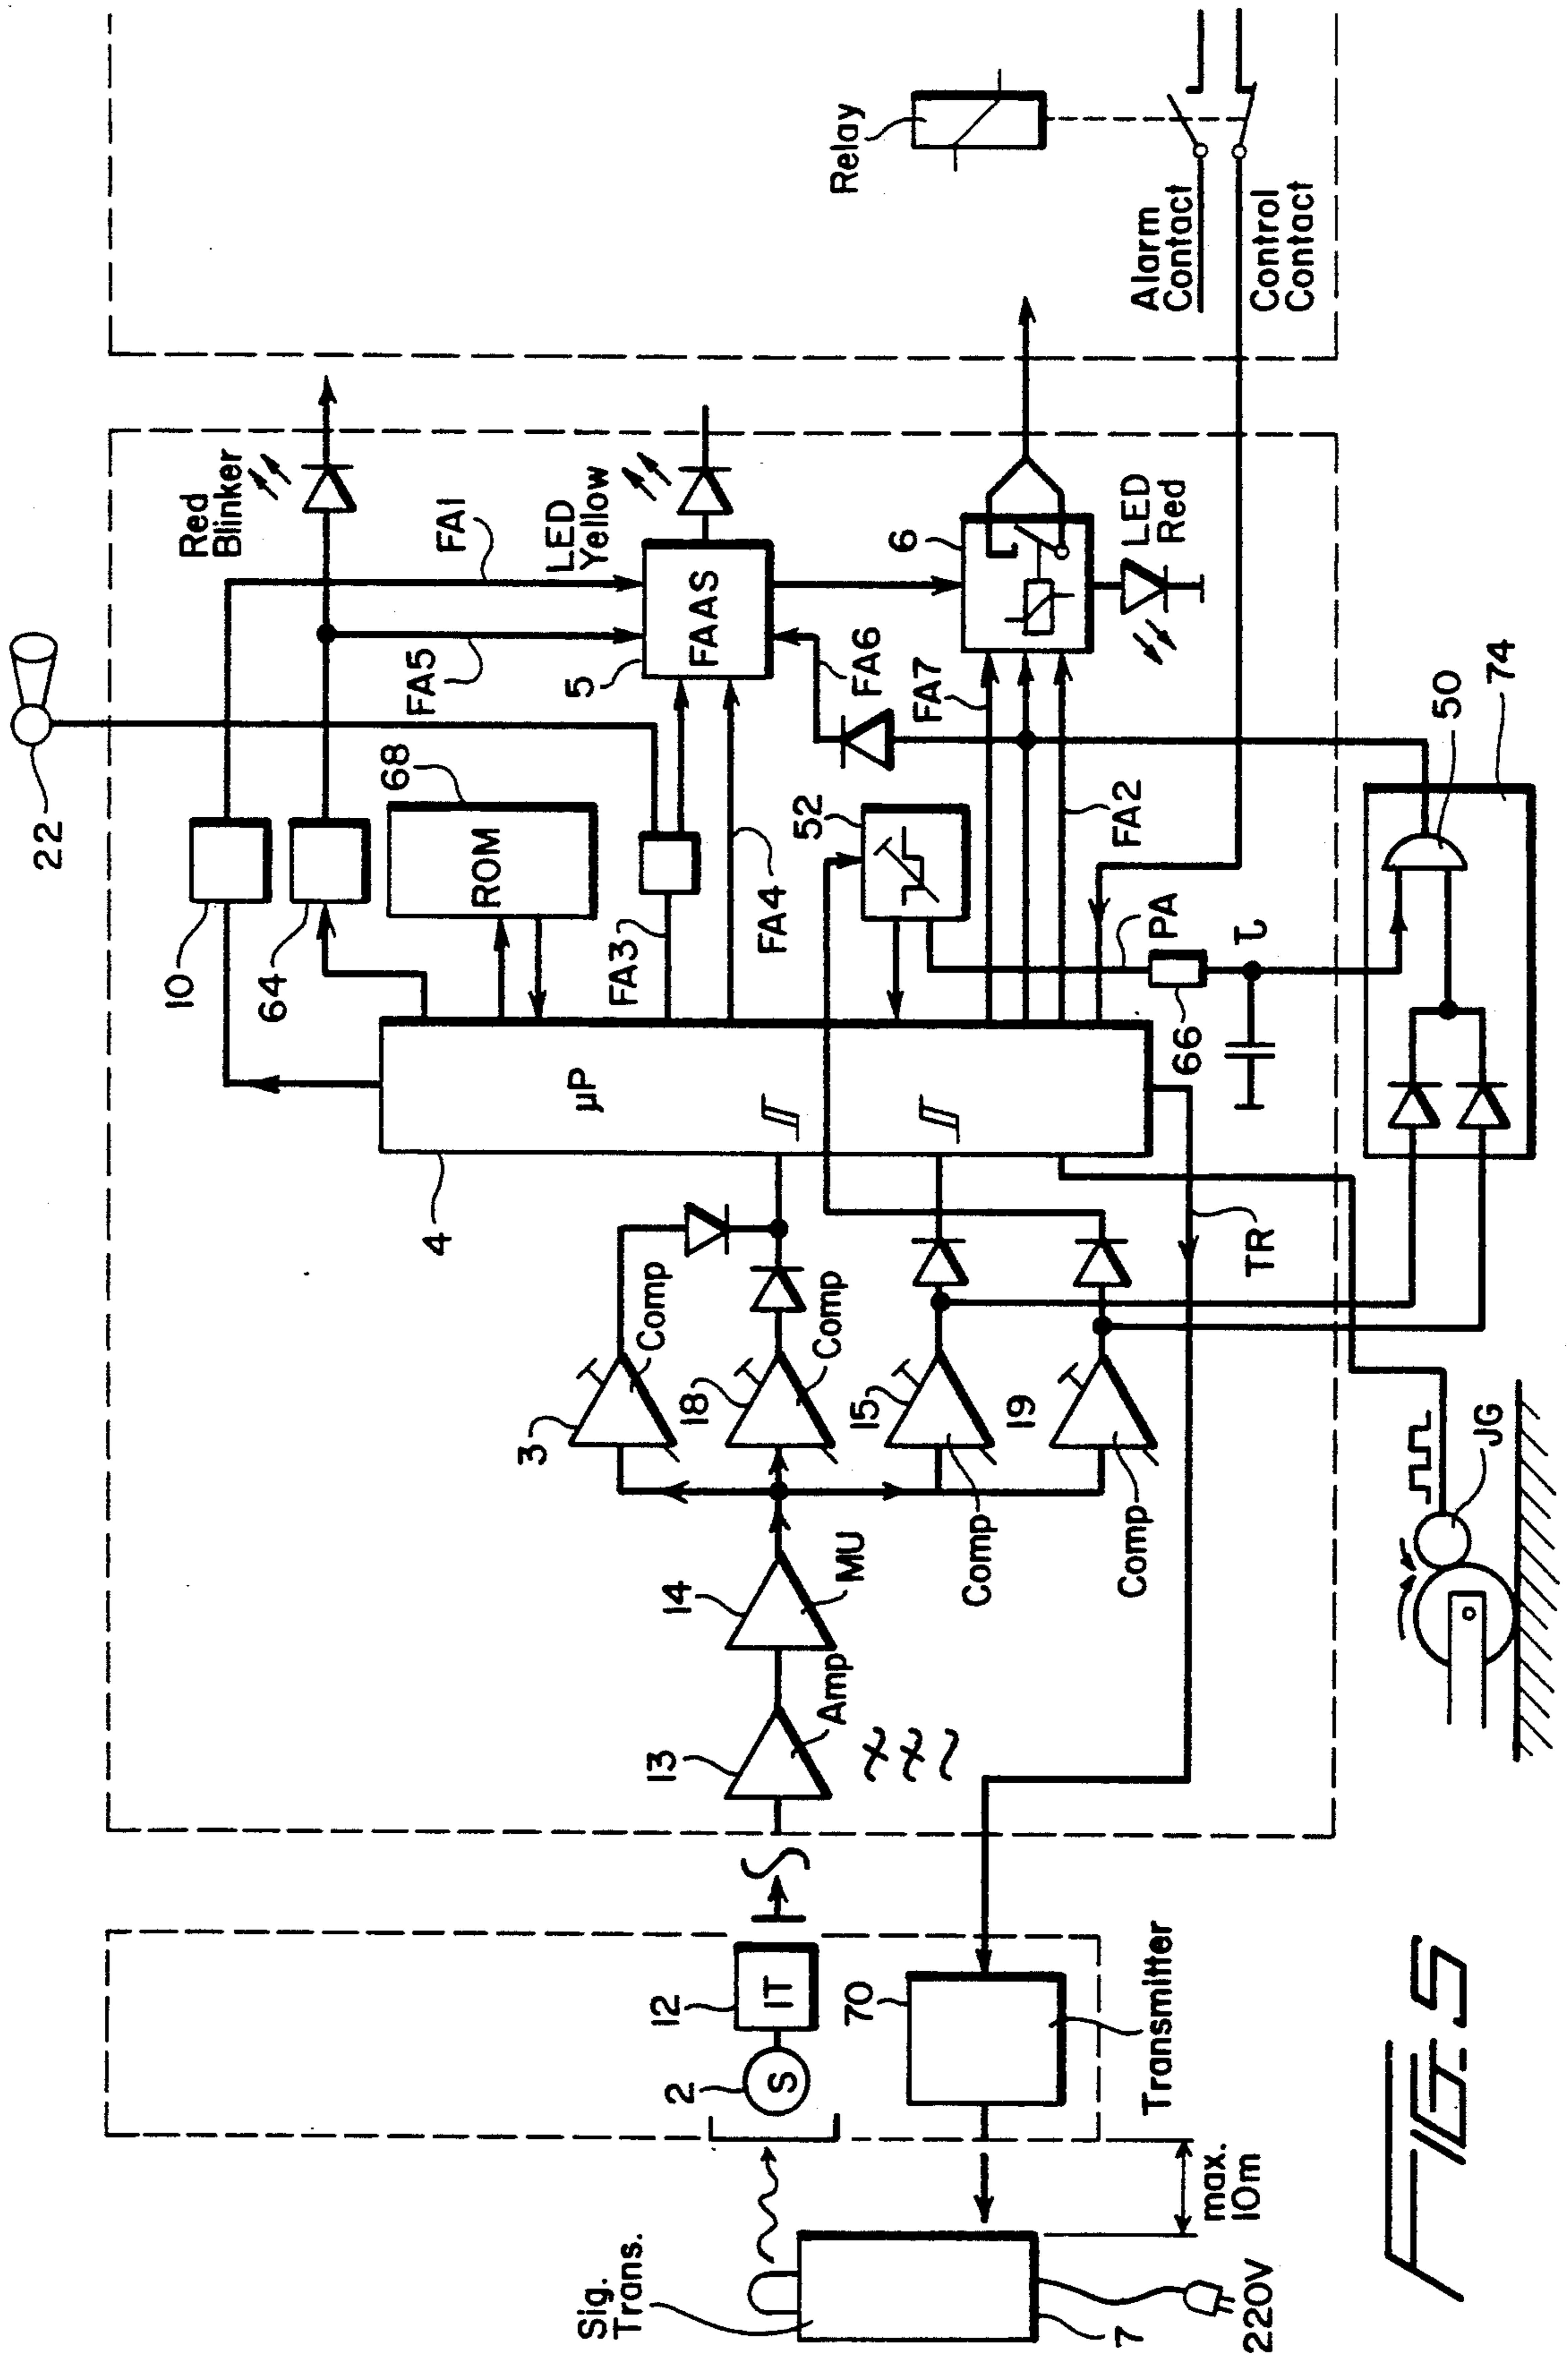 Sig.
Trans.
7
220V
max.
10m
2
S
12
IT
70
Transmitter
13
Amp
14
MU
3
Comp
18
Comp
15
Comp
19
Comp
4
µP
TR
JG
10
64
68
ROM
22
FA3
FA4
52
PA
66
τ
FA2
FA7
FA6
FA5
FA1
5
FAAS
Red
Blinker
LED
Yellow
6
LED
Red
50
74
Relay
Alarm
Contact
Control
Contact
FIG. 5